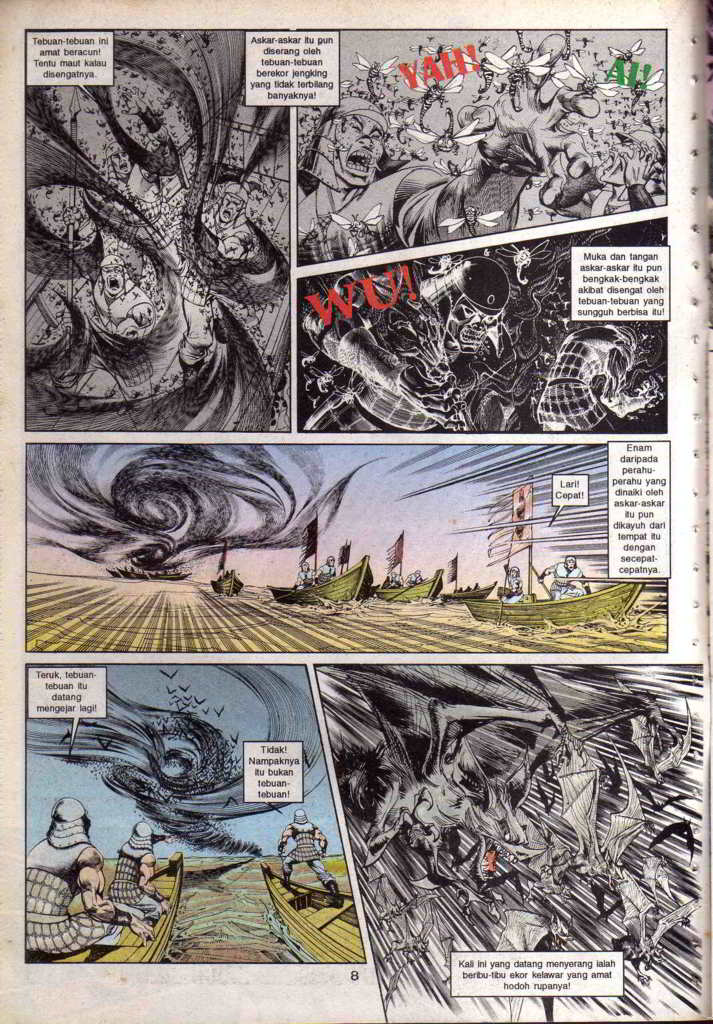 Tebuan-tebuan ini
amat beracun!
Tentu maut kalau
disengatnya.
Askar-askar itu pun
diserang oleh
tebuan-tebuan
berekor jengking
yang tidak terbilang
banyaknya!
YAH!
AI!
WU!
Muka dan tangan
askar-askar itu pun
bengkak-bengkak
akibat disengat oleh
tebuan-tebuan yang
sungguh berbisa itu!
Lari!
Cepat!
Enam
daripada
perahu-
perahu yang
dinaiki oleh
askar-askar
itu pun
dikayuh dari
tempat itu
dengan
secepat-
cepatnya.
Teruk, tebuan-
tebuan itu
datang
mengejar lagi!
Tidak!
Nampaknya
itu bukan
tebuan-
tebuan!
Kali ini yang datang menyerang ialah
beribu-tibu ekor kelawar yang amat
hodoh rupanya!
8